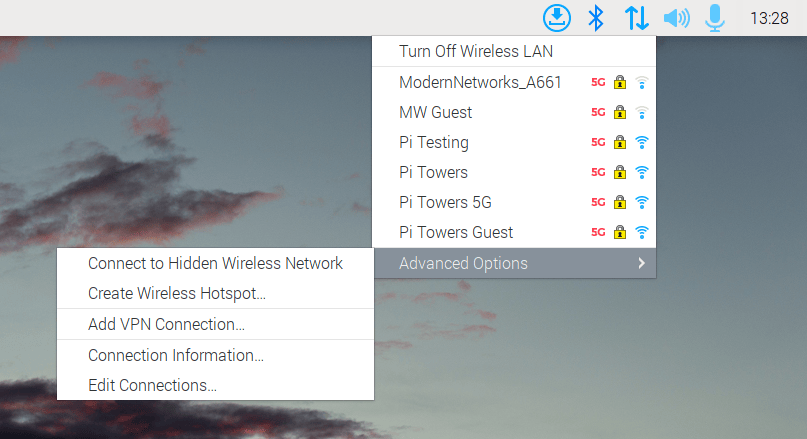 13:28
Turn Off Wireless LAN
ModernNetworks_A661 5G
MW Guest 5G
Pi Testing 5G
Pi Towers 5G
Pi Towers 5G 5G
Pi Towers Guest 5G
Advanced Options
Connect to Hidden Wireless Network
Create Wireless Hotspot...
Add VPN Connection...
Connection Information...
Edit Connections...